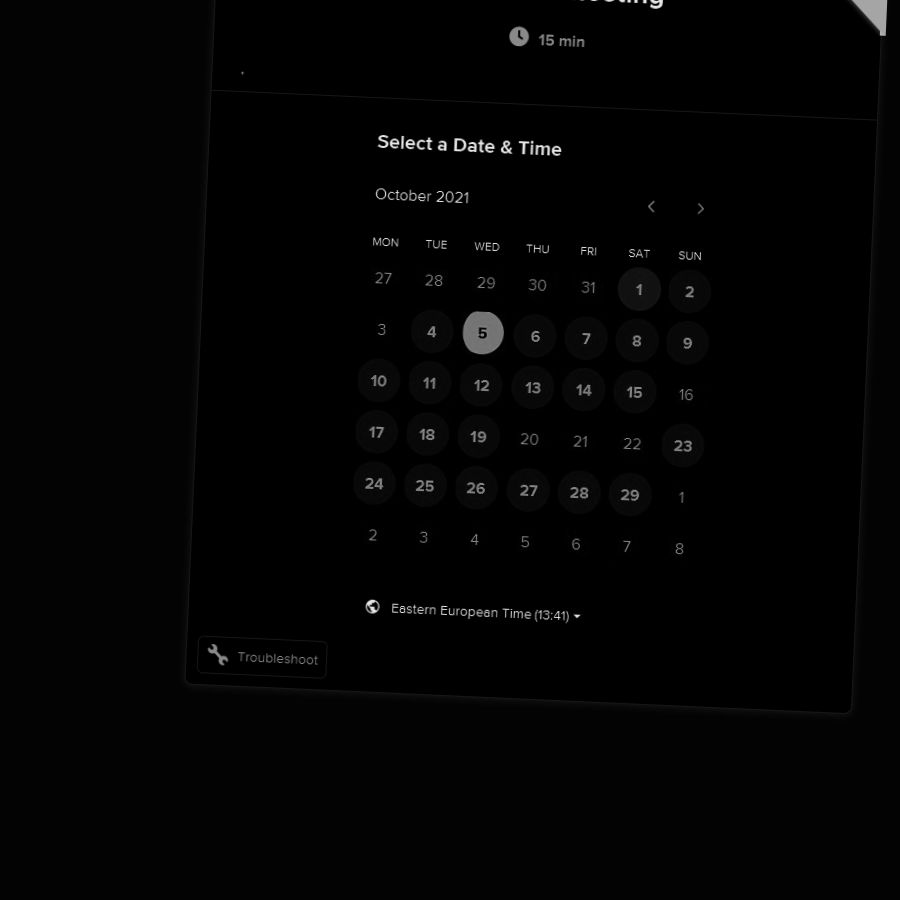 15 min
Select a Date & Time
October 2021
MON TUE WED THU FRI SAT SUN
27 28 29 30 31 1 2
3 4 5 6 7 8 9
10 11 12 13 14 15 16
17 18 19 20 21 22 23
24 25 26 27 28 29 1
2 3 4 5 6 7 8
Eastern European Time (13:41)
Troubleshoot